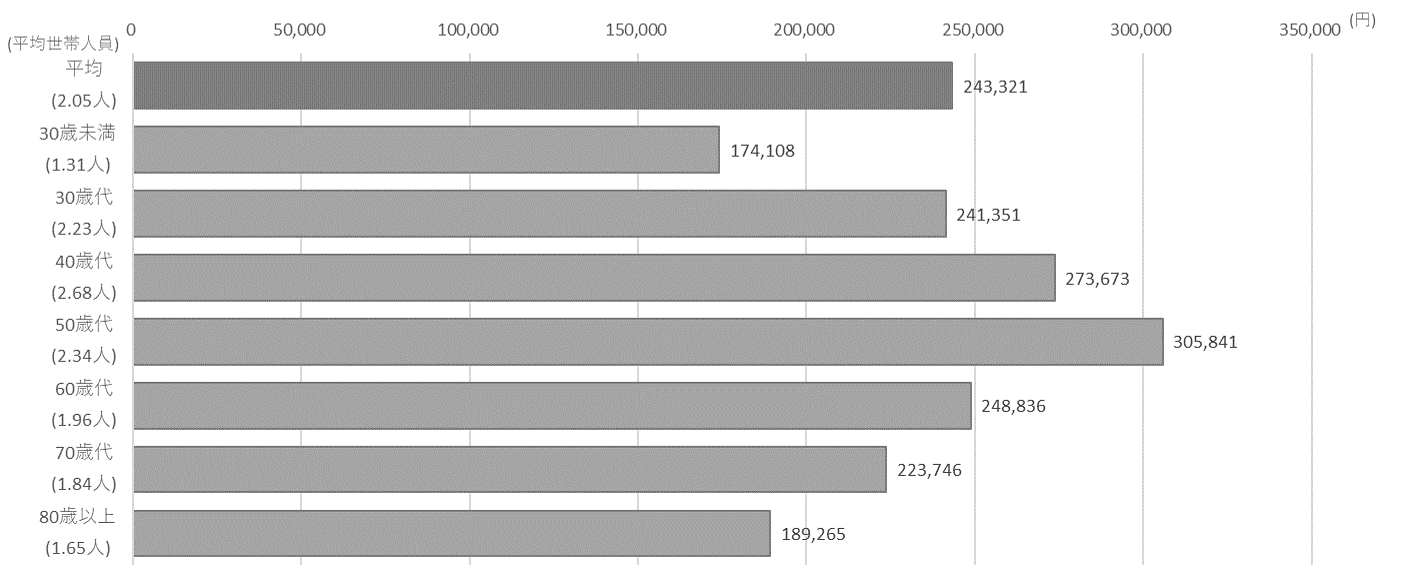 0 50,000 100,000 150,000 200,000 250,000 300,000 350,000 (円)
(平均世帯人員)
平均
(2.05人)
243,321
30歳未満
(1.31人)
174,108
30歳代
(2.23人)
241,351
40歳代
(2.68人)
273,673
50歳代
(2.34人)
305,841
60歳代
(1.96人)
248,836
70歳代
(1.84人)
223,746
80歳以上
(1.65人)
189,265